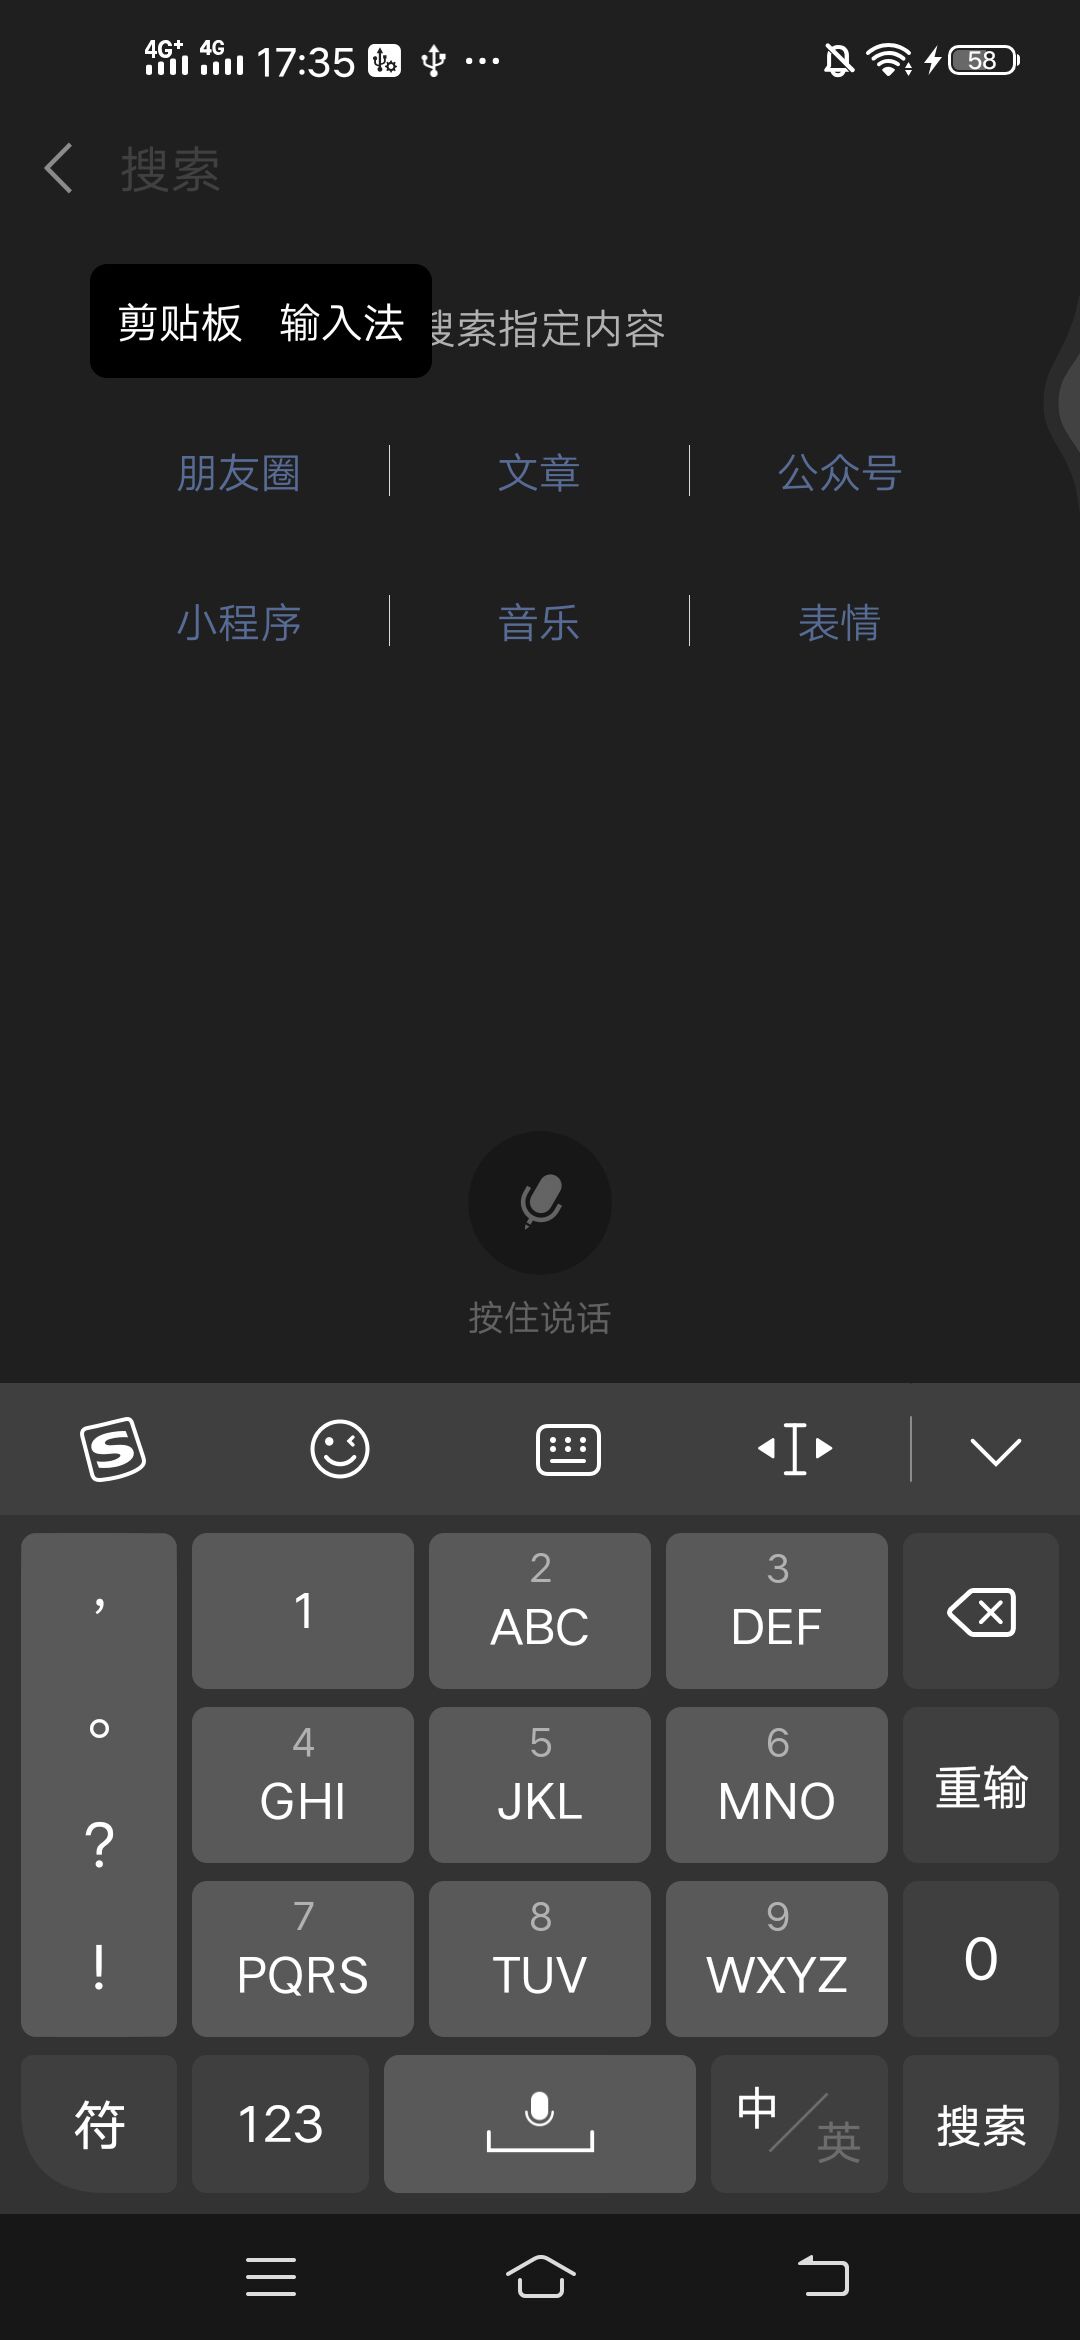 4G+ 4G 17:35 58
搜索
剪贴板 输入法
搜索指定内容
朋友圈 文章 公众号
小程序 音乐 表情
按住说话
，
。
?
!
1
2
ABC
3
DEF
4
GHI
5
JKL
6
MNO
重输
7
PQRS
8
TUV
9
WXYZ
0
符 123 中/英 搜索